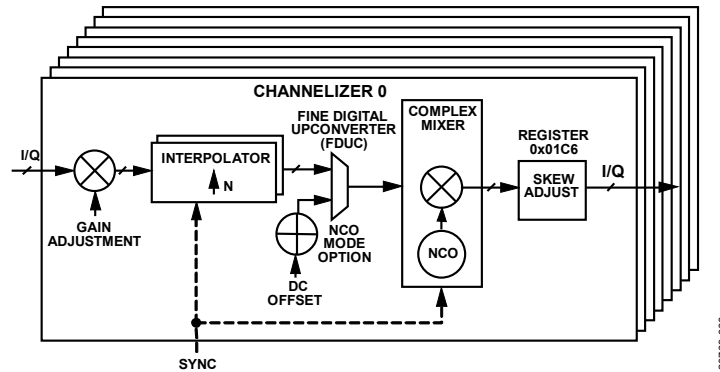 CHANNELIZER 0
FINE DIGITAL
UPCONVERTER
(FDUC)
COMPLEX
MIXER
REGISTER
0x01C6
I/Q
INTERPOLATOR
N
SKEW
ADJUST
I/Q
GAIN
ADJUSTMENT
NCO
MODE
OPTION
NCO
DC
OFFSET
SYNC